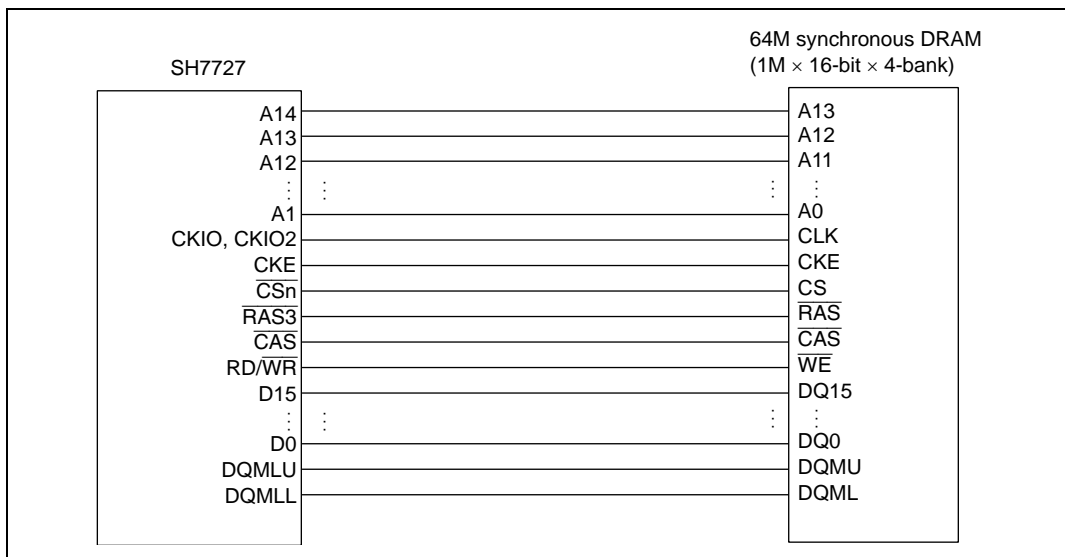 64M synchronous DRAM
(1M × 16-bit × 4-bank)
SH7727
A14 A13
A13 A12
A12 A11
A1 A0
CKIO, CKIO2 CLK
CKE CKE
CSn CS
RAS3 RAS
CAS CAS
RD/WR WE
D15 DQ15
D0 DQ0
DQMLU DQMU
DQMLL DQML